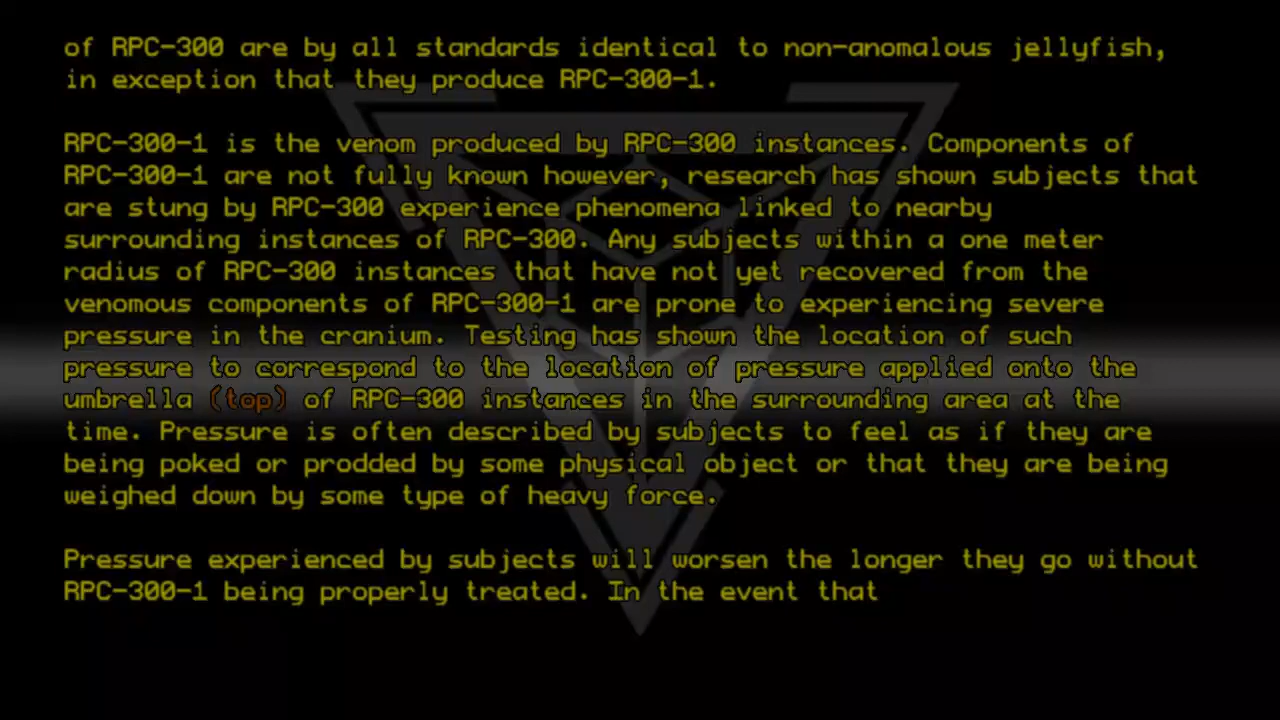 of RPC-300 are by all standards identical to non-anomalous jellyfish,
in exception that they produce RPC-300-1.
RPC-300-1 is the venom produced by RPC-300 instances. Components of
RPC-300-1 are not fully known however, research has shown subjects that
are stung by RPC-300 experience phenomena linked to nearby
surrounding instances of RPC-300. Any subjects within a one meter
radius of RPC-300 instances that have not yet recovered from the
venomous components of RPC-300-1 are prone to experiencing severe
pressure in the cranium. Testing has shown the location of such
pressure to correspond to the location of pressure applied onto the
umbrella (top) of RPC-300 instances in the surrounding area at the
time. Pressure is often described by subjects to feel as if they are
being poked or prodded by some physical object or that they are being
weighed down by some type of heavy force.
Pressure experienced by subjects will worsen the longer they go without
RPC-300-1 being properly treated. In the event that